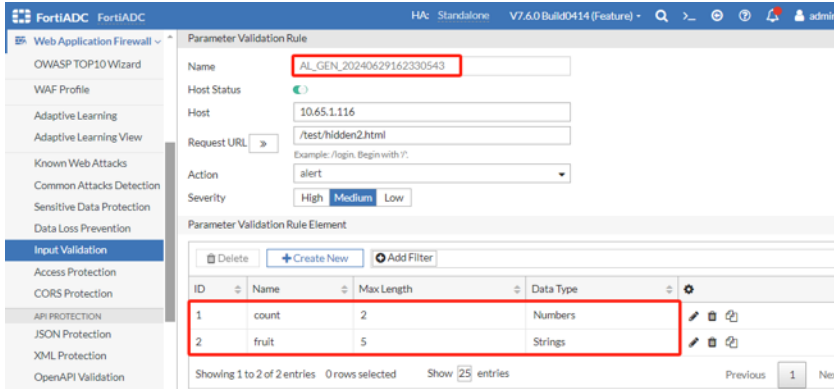 FortiADC FortiADC HA: Standalone V7.6.0 Build0414 (Feature)
Web Application Firewall
OWASP TOP10 Wizard
WAF Profile
Adaptive Learning
Adaptive Learning View
Known Web Attacks
Common Attacks Detection
Sensitive Data Protection
Data Loss Prevention
Input Validation
Access Protection
CORS Protection
API PROTECTION
JSON Protection
XML Protection
OpenAPI Validation
Parameter Validation Rule
Name AL_GEN_20240629162330543
Host Status
Host 10.65.1.116
Request URL » /test/hidden2.html
Example: /login. Begin with '/'.
Action alert
Severity High Medium Low
Parameter Validation Rule Element
Delete +Create New Add Filter
ID Name Max Length Data Type
1 count 2 Numbers
2 fruit 5 Strings
Showing 1 to 2 of 2 entries 0 rows selected Show 25 entries Previous 1